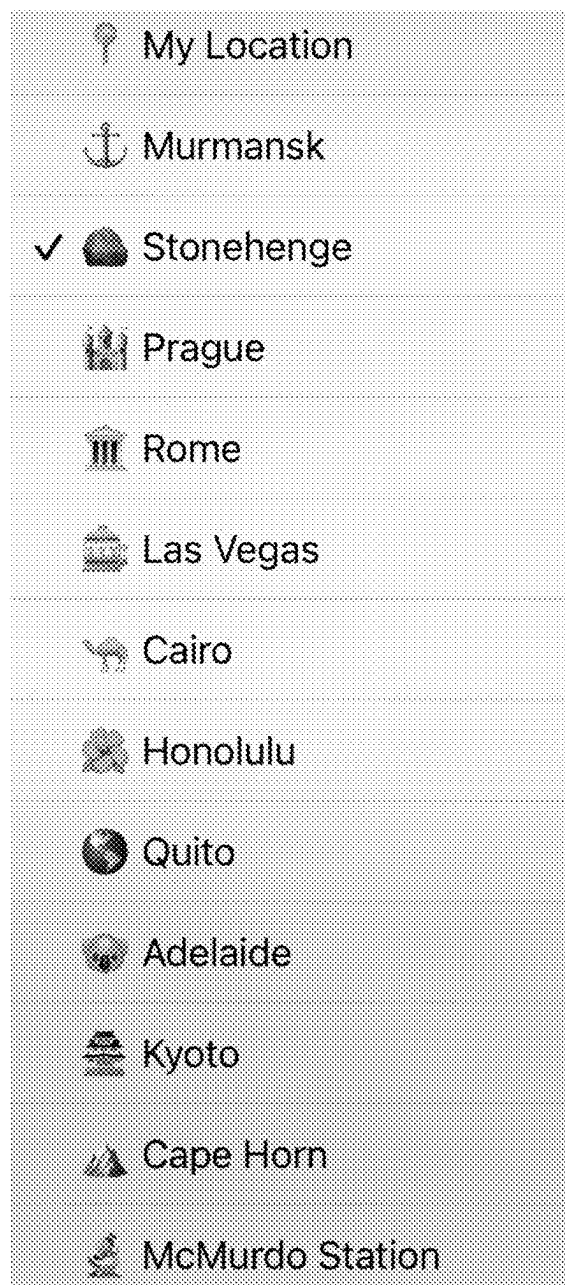 My Location
Murmansk
Stonehenge
Prague
Rome
Las Vegas
Cairo
Honolulu
Quito
Adelaide
Kyoto
Cape Horn
McMurdo Station